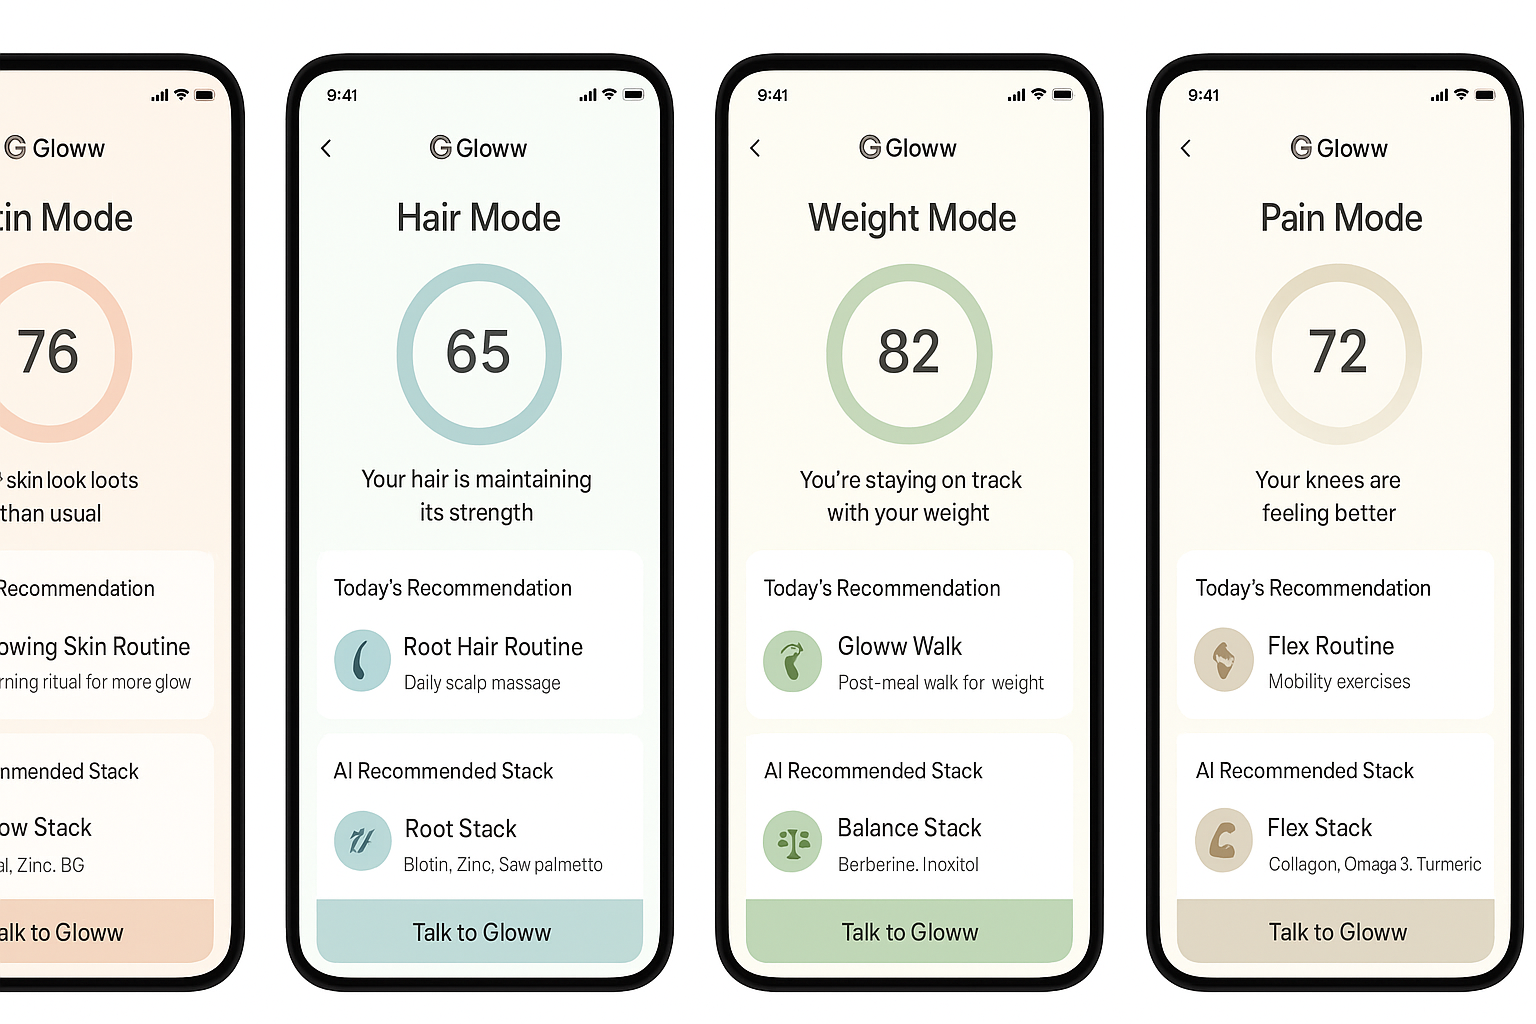 Gloww
tin Mode
76
skin look loots
than usual
Recommendation
owing Skin Routine
rning ritual for more glow
nmended Stack
ow Stack
al, Zinc. BG
alk to Gloww
9:41
G Gloww
Hair Mode
65
Your hair is maintaining
its strength
Today's Recommendation
Root Hair Routine
Daily scalp massage
AI Recommended Stack
Root Stack
Blotin, Zinc, Saw palmetto
Talk to Gloww
9:41
G Gloww
Weight Mode
82
You're staying on track
with your weight
Today's Recommendation
Gloww Walk
Post-meal walk for weight
AI Recommended Stack
Balance Stack
Berberine. Inoxitol
Talk to Gloww
9:41
G Gloww
Pain Mode
72
Your knees are
feeling better
Today's Recommendation
Flex Routine
Mobility exercises
AI Recommended Stack
Flex Stack
Collagon, Omaga 3. Turmeric
Talk to Gloww